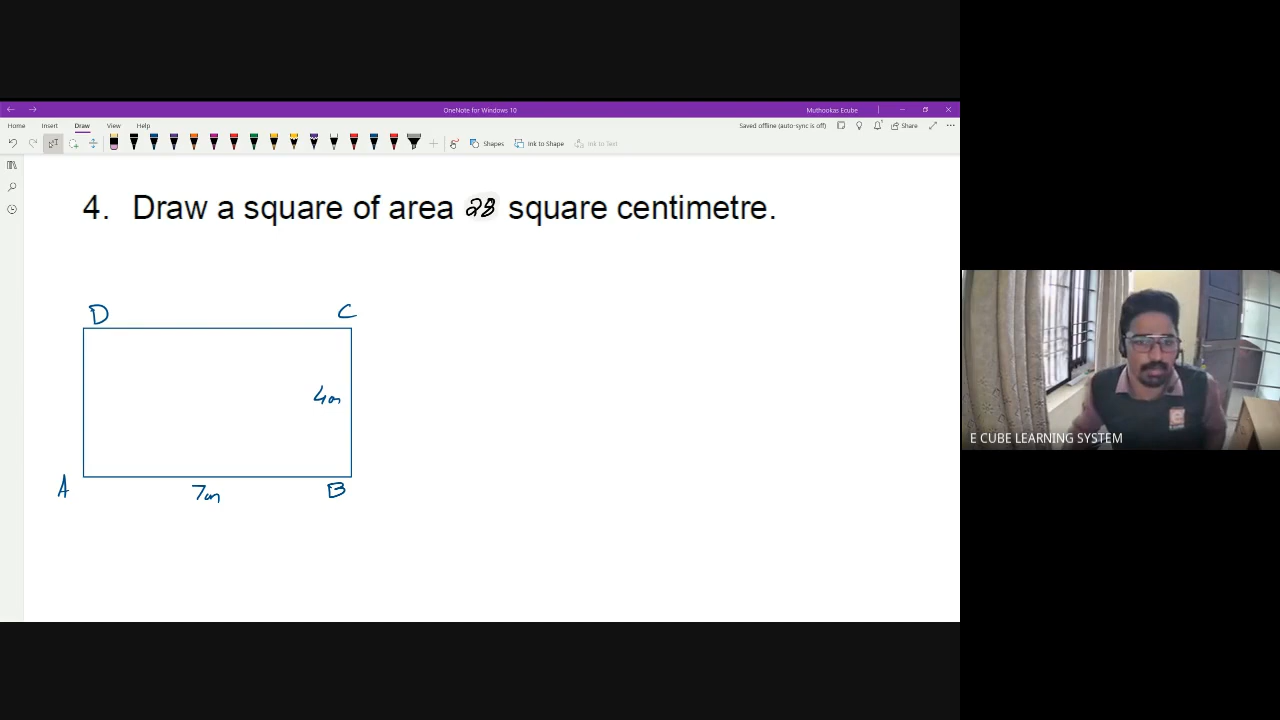 OneNote for Windows 10
Muthookas Ecube
Home Insert Draw View Help
Saved offline (auto-sync is off)
Share
Shapes
Ink to Shape
Ink to Text
4. Draw a square of area 28 square centimetre.
D C
4cm
A 7cm B
E CUBE LEARNING SYSTEM